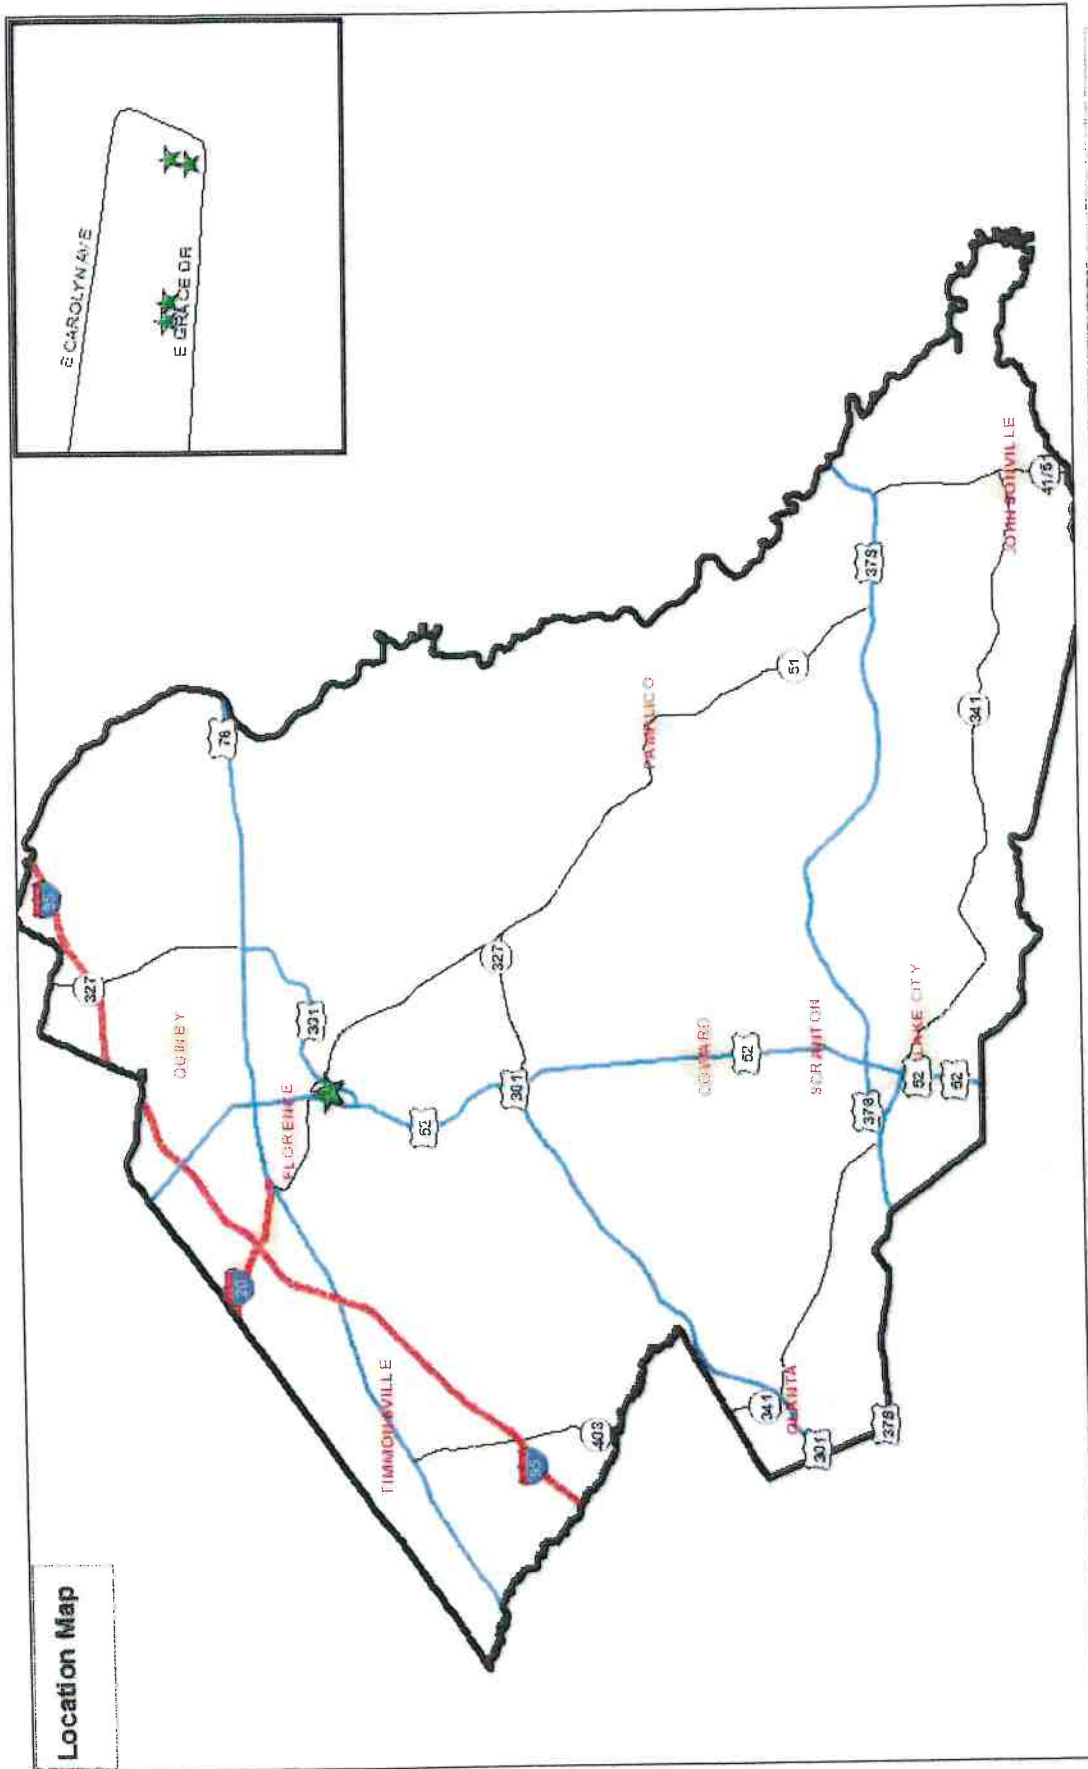 Location Map
E CAROLYN AVE
E GRACE DR
95
327
QUINBY
76
301
FLORENCE
20
52
327
TIMMONSVILLE
403
95
301
PAMPLICO
51
COWARD
52
SCRANTON
378
378
LAKE CITY
52
52
341
OLANTA
341
301
378
JOHNSONVILLE
41/51